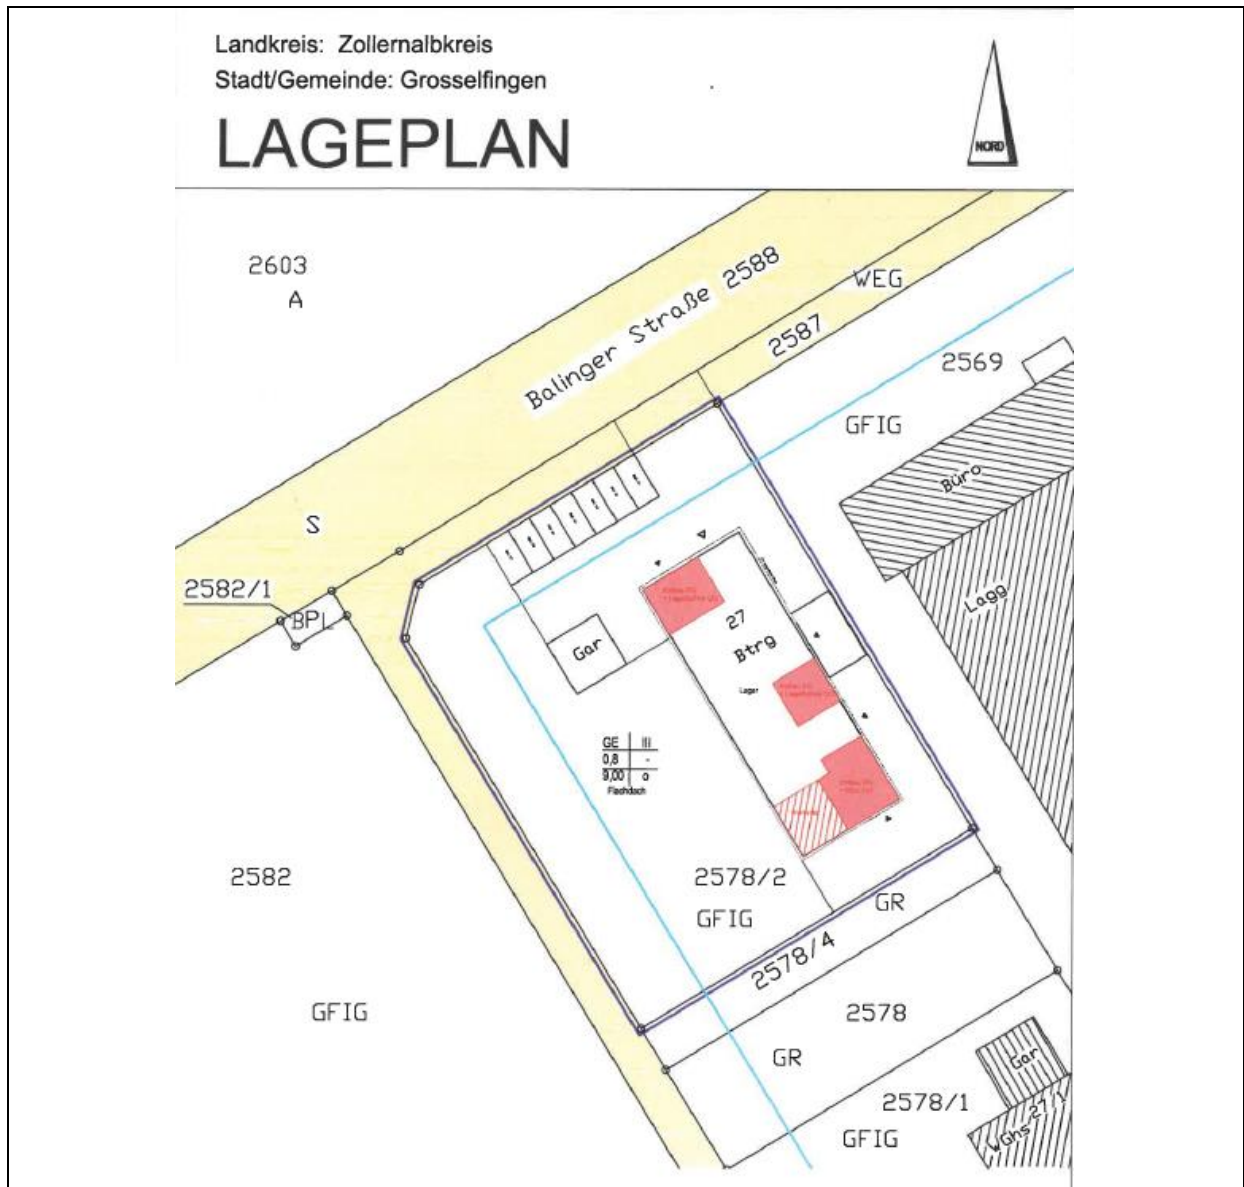 Landkreis: Zollernalbkreis
Stadt/Gemeinde: Grosselfingen
LAGEPLAN
NORD
2603
A
Balinger Straße 2588
WEG
2587
2569
GFIG
Büro
S
2582/1
BPL
Lagg
27
Btrg
Gar
Lager
GE III
0,8 -
9,00 o
Flachdach
2582
2578/2
GFIG
GR
2578/4
GFIG
2578
GR
Gar
2578/1
GFIG
WGhs 27/1